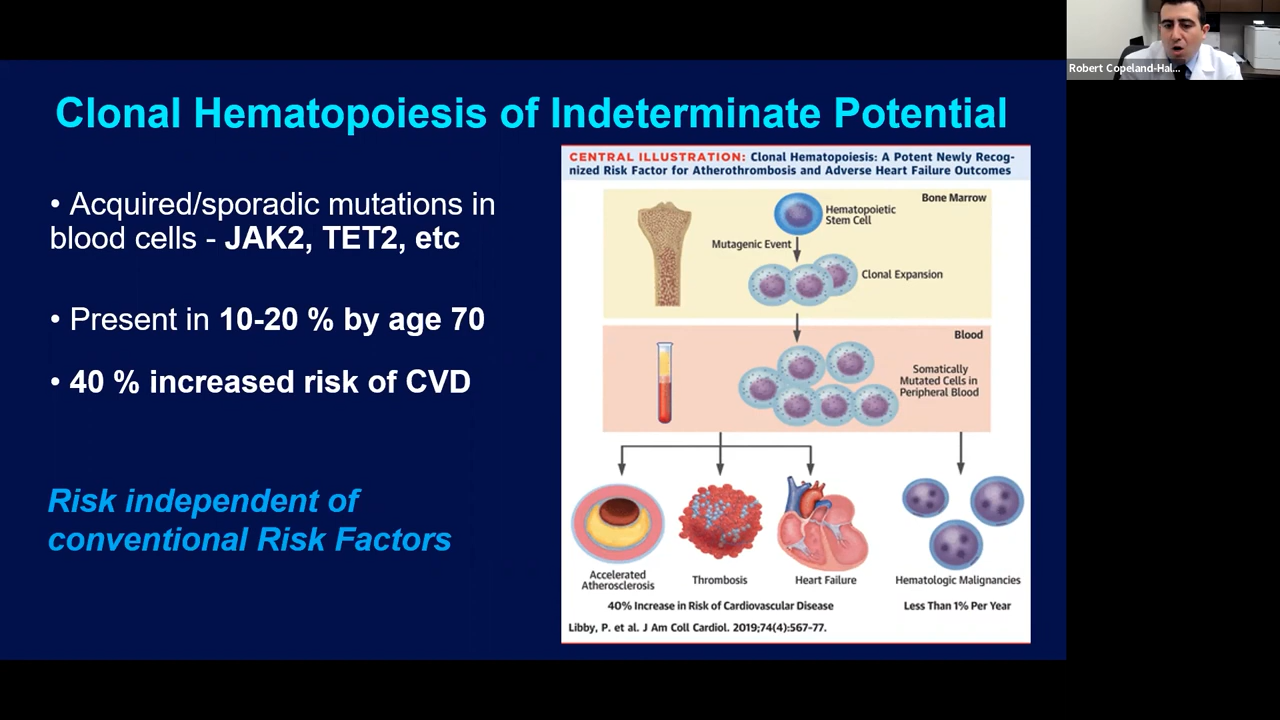 Robert Copeland-Hal...
Clonal Hematopoiesis of Indeterminate Potential
• Acquired/sporadic mutations in
blood cells - JAK2, TET2, etc
• Present in 10-20 % by age 70
• 40 % increased risk of CVD
Risk independent of
conventional Risk Factors
CENTRAL ILLUSTRATION: Clonal Hematopoiesis: A Potent Newly Recog-
nized Risk Factor for Atherothrombosis and Adverse Heart Failure Outcomes
Bone Marrow
Hematopoietic
Stem Cell
Mutagenic Event
Clonal Expansion
Blood
Somatically
Mutated Cells in
Peripheral Blood
Accelerated
Atherosclerosis
Thrombosis
Heart Failure
Hematologic Malignancies
40% Increase in Risk of Cardiovascular Disease
Less Than 1% Per Year
Libby, P. et al. J Am Coll Cardiol. 2019;74(4):567-77.